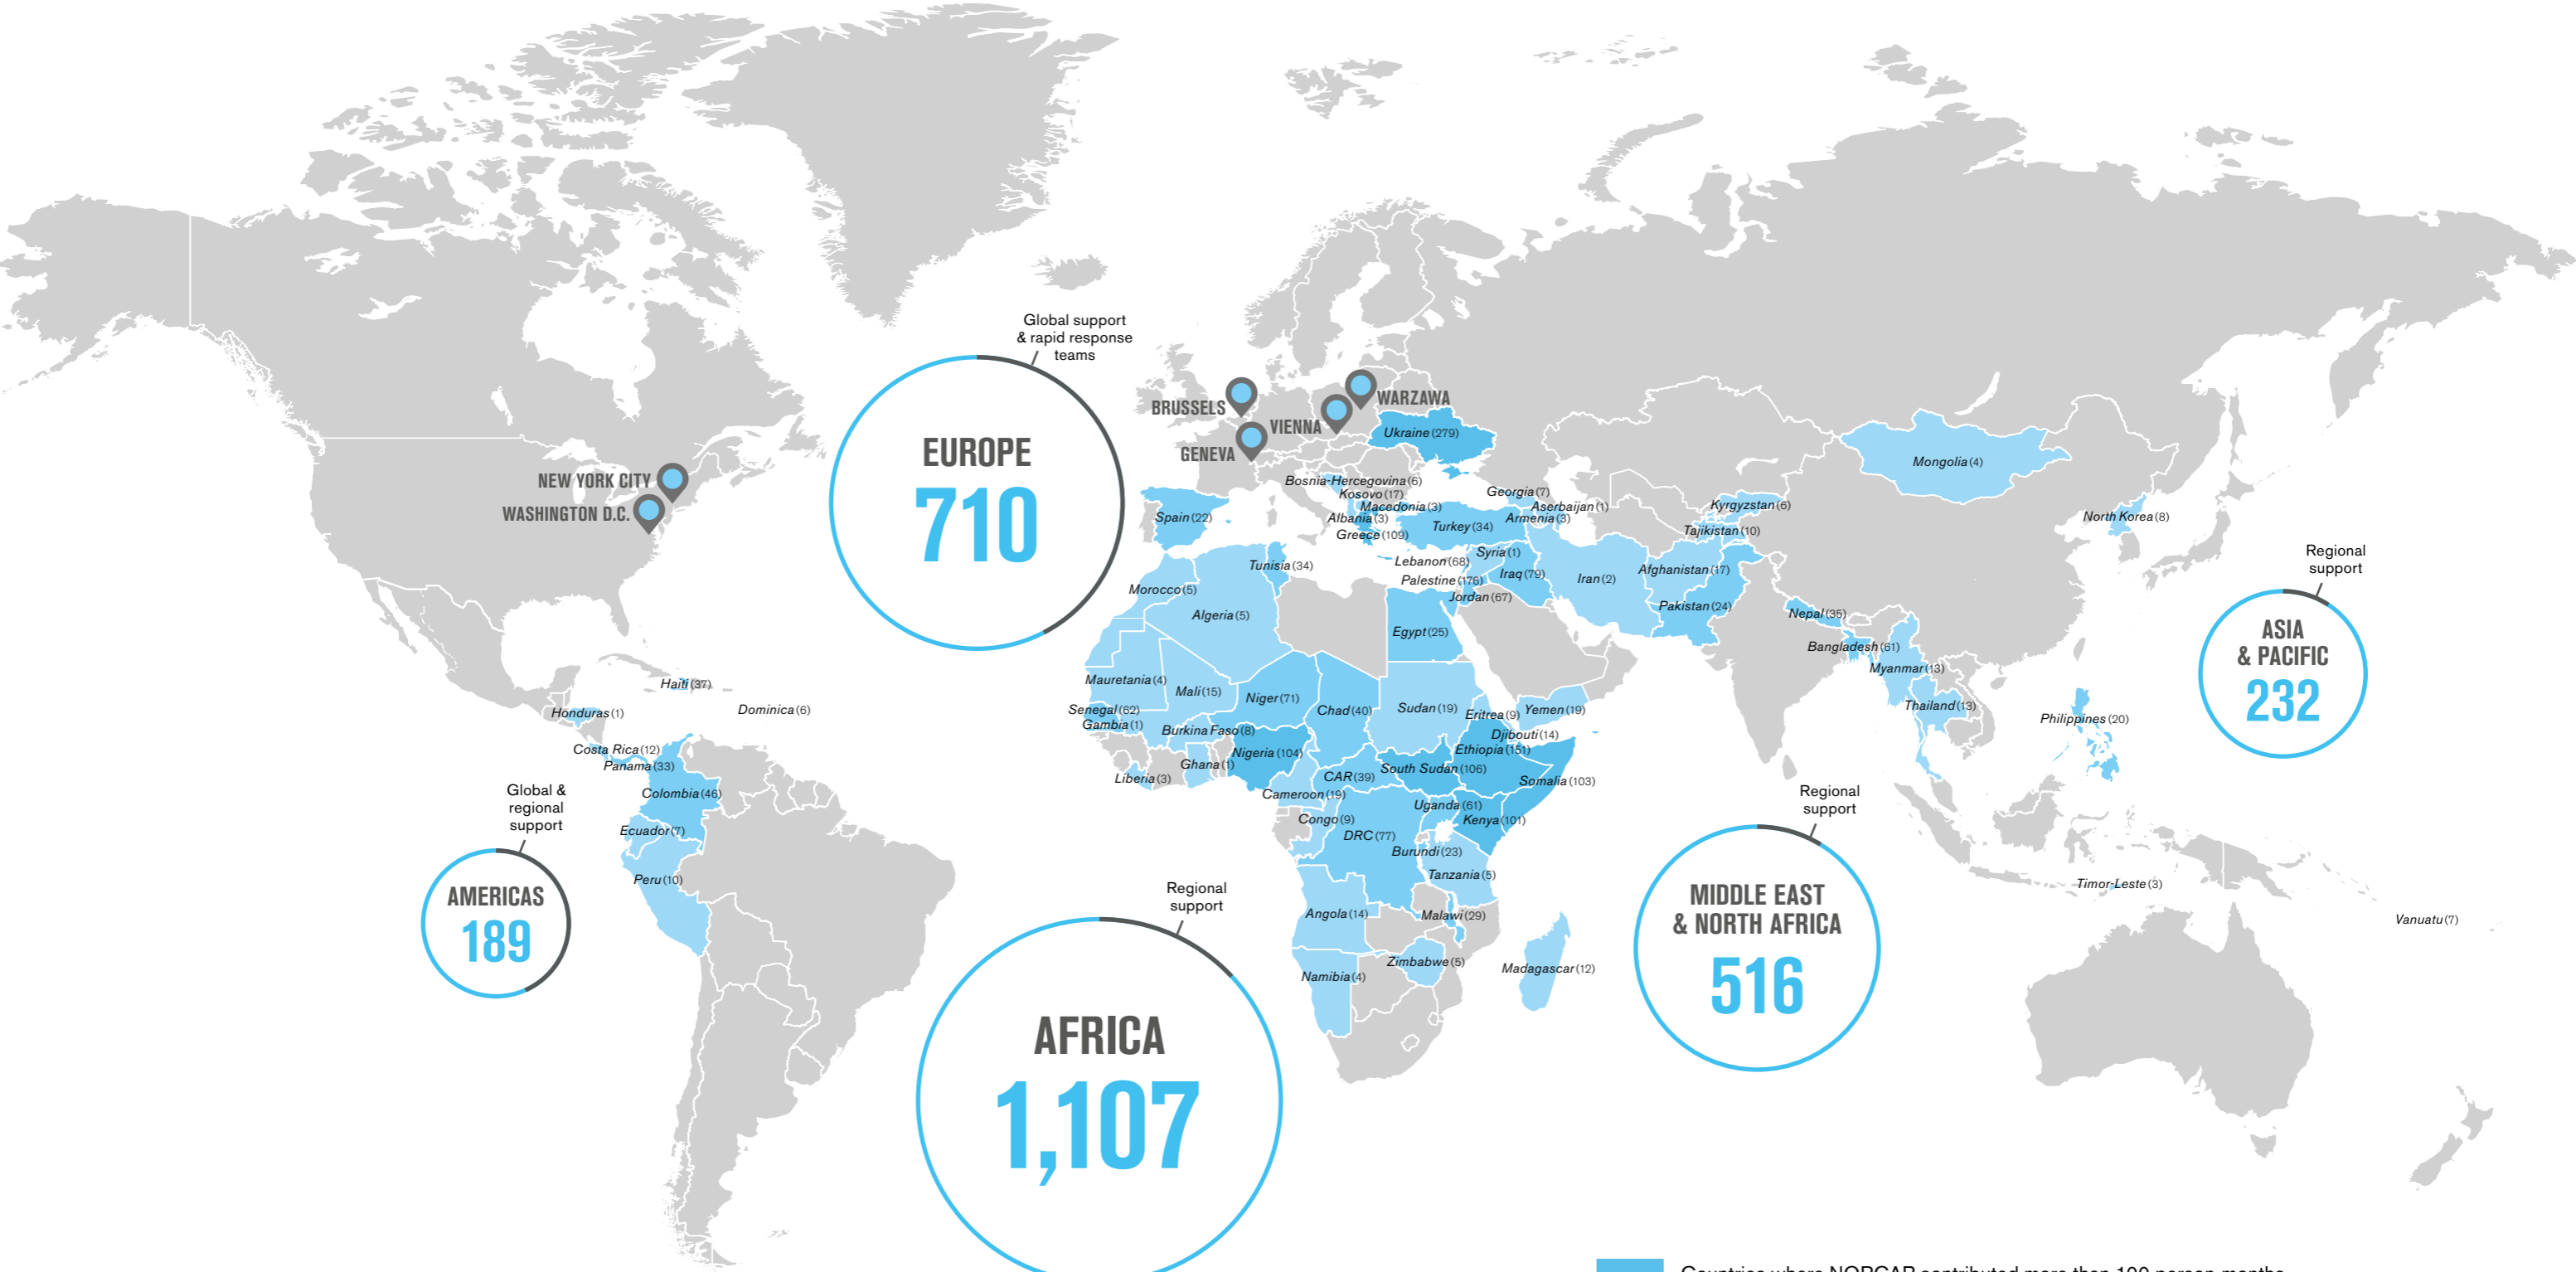 Global support
& rapid response
teams
EUROPE
710
BRUSSELS
WARZAWA
VIENNA
GENEVA
NEW YORK CITY
WASHINGTON D.C.
Ukraine (279)
Bosnia-Hercegovina (6)
Kosovo (17)
Macedonia (3)
Albania (3)
Greece (109)
Spain (22)
Turkey (34)
Georgia (7)
Aserbaijan (1)
Armenia (3)
Kyrgyzstan (6)
Tajikistan (10)
Mongolia (4)
North Korea (8)
Tunisia (34)
Morocco (5)
Algeria (5)
Lebanon (68)
Syria (1)
Palestine (176)
Iraq (79)
Jordan (67)
Iran (2)
Afghanistan (17)
Pakistan (24)
Egypt (25)
Nepal (35)
Bangladesh (61)
Myanmar (13)
Thailand (13)
Philippines (20)
Regional
support
ASIA
& PACIFIC
232
Haiti (37)
Dominica (6)
Honduras (1)
Costa Rica (12)
Panama (33)
Colombia (46)
Ecuador (7)
Peru (10)
Global &
regional
support
AMERICAS
189
Mauretania (4)
Mali (15)
Niger (71)
Chad (40)
Sudan (19)
Eritrea (9)
Yemen (19)
Senegal (62)
Gambia (1)
Burkina Faso (8)
Nigeria (104)
Djibouti (14)
Ethiopia (151)
Liberia (3)
Ghana (1)
CAR (39)
South Sudan (106)
Somalia (103)
Cameroon (19)
Uganda (61)
Congo (9)
Kenya (101)
DRC (77)
Burundi (23)
Tanzania (5)
Angola (14)
Malawi (29)
Zimbabwe (5)
Namibia (4)
Madagascar (12)
Regional
support
AFRICA
1,107
Regional
support
MIDDLE EAST
& NORTH AFRICA
516
Timor-Leste (3)
Vanuatu (7)
Countries where NORCAP contributed more than 100 person-months